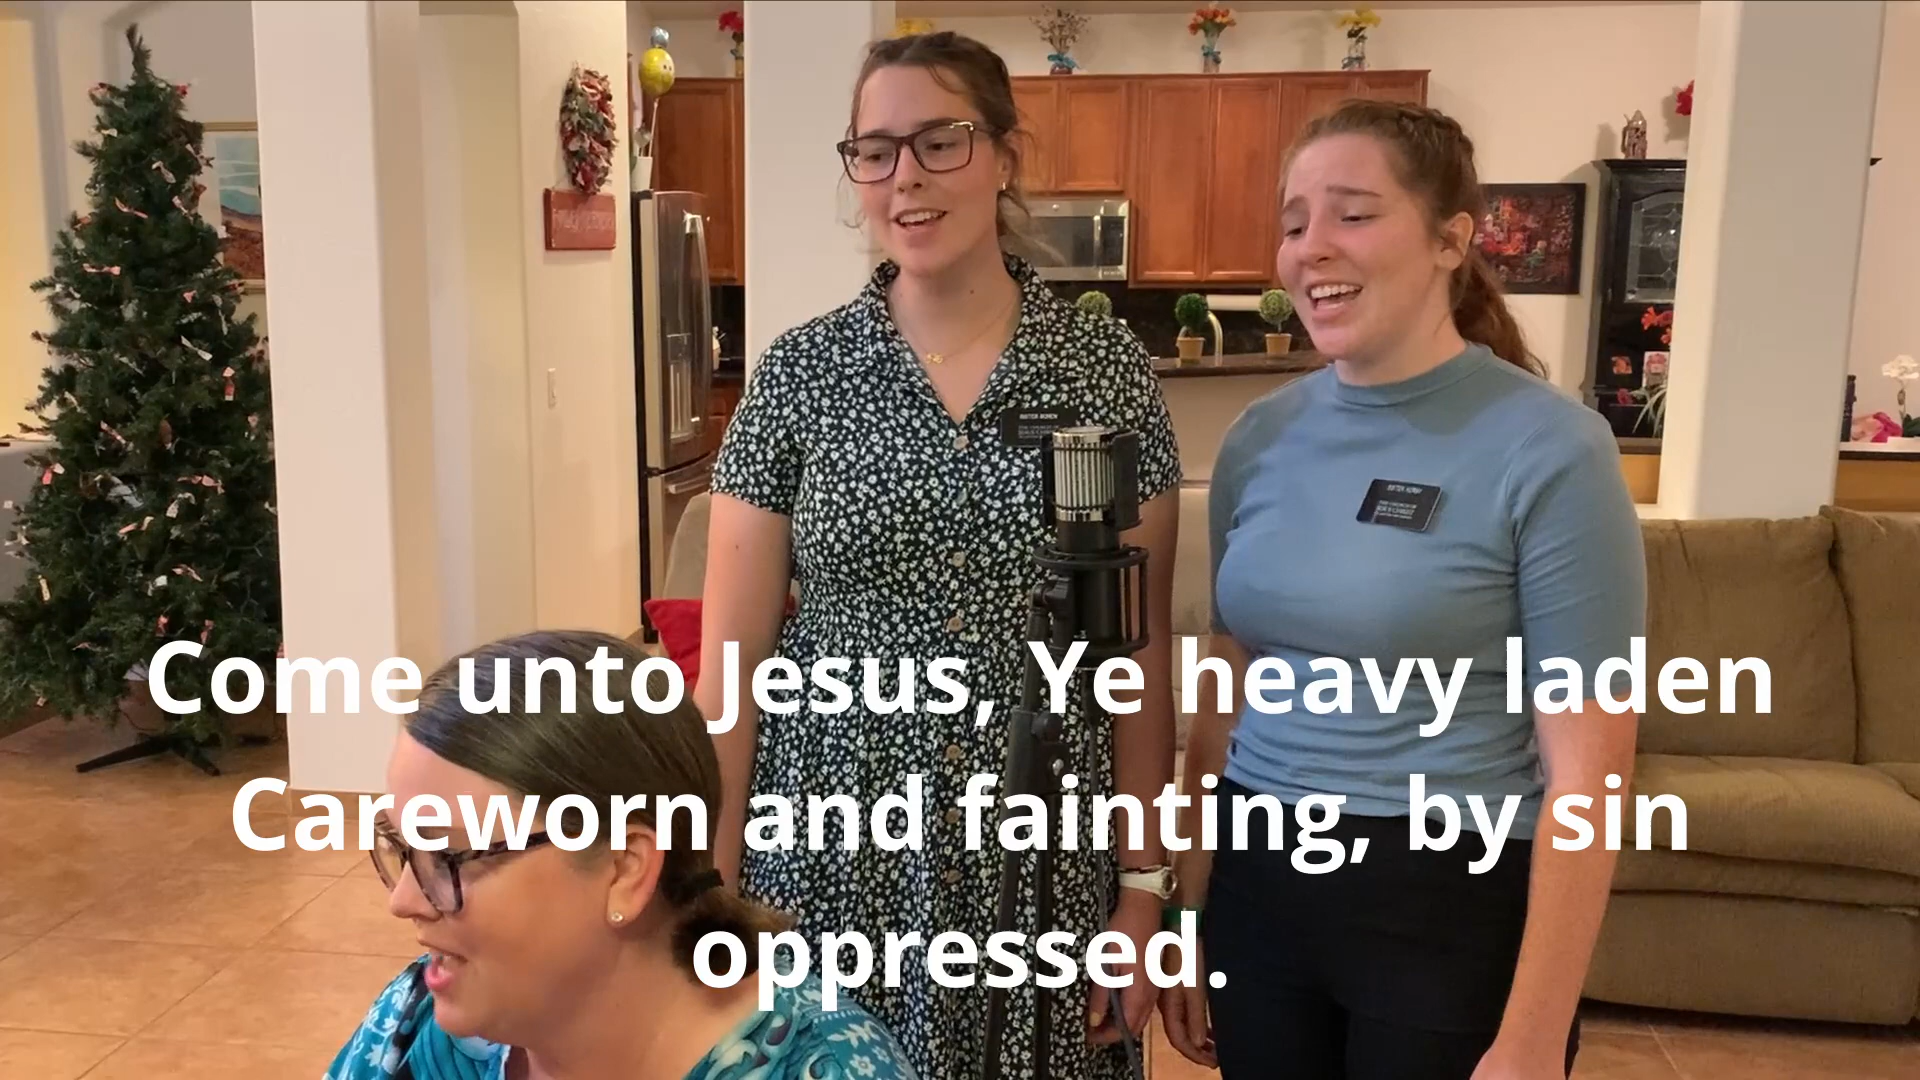 Come unto Jesus, Ye heavy laden
Careworn and fainting, by sin
oppressed.